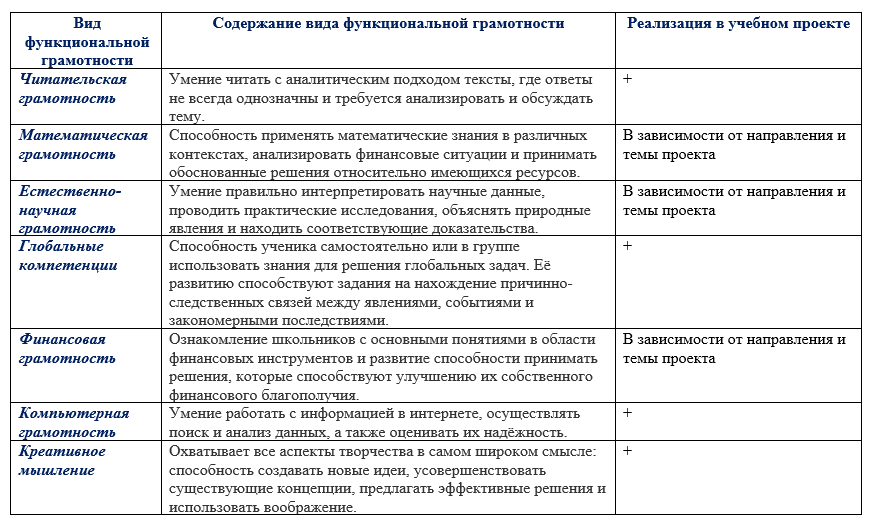 Вид
функциональной
грамотности
Содержание вида функциональной грамотности
Реализация в учебном проекте
Читательская
грамотность
Умение читать с аналитическим подходом тексты, где ответы
не всегда однозначны и требуется анализировать и обсуждать
тему.
+
Математическая
грамотность
Способность применять математические знания в различных
контекстах, анализировать финансовые ситуации и принимать
обоснованные решения относительно имеющихся ресурсов.
В зависимости от направления и
темы проекта
Естественно-
научная
грамотность
Умение правильно интерпретировать научные данные,
проводить практические исследования, объяснять природные
явления и находить соответствующие доказательства.
В зависимости от направления и
темы проекта
Глобальные
компетенции
Способность ученика самостоятельно или в группе
использовать знания для решения глобальных задач. Её
развитию способствуют задания на нахождение причинно-
следственных связей между явлениями, событиями и
закономерными последствиями.
+
Финансовая
грамотность
Ознакомление школьников с основными понятиями в области
финансовых инструментов и развитие способности принимать
решения, которые способствуют улучшению их собственного
финансового благополучия.
В зависимости от направления и
темы проекта
Компьютерная
грамотность
Умение работать с информацией в интернете, осуществлять
поиск и анализ данных, а также оценивать их надёжность.
+
Креативное
мышление
Охватывает все аспекты творчества в самом широком смысле:
способность создавать новые идеи, усовершенствовать
существующие концепции, предлагать эффективные решения и
использовать воображение.
+